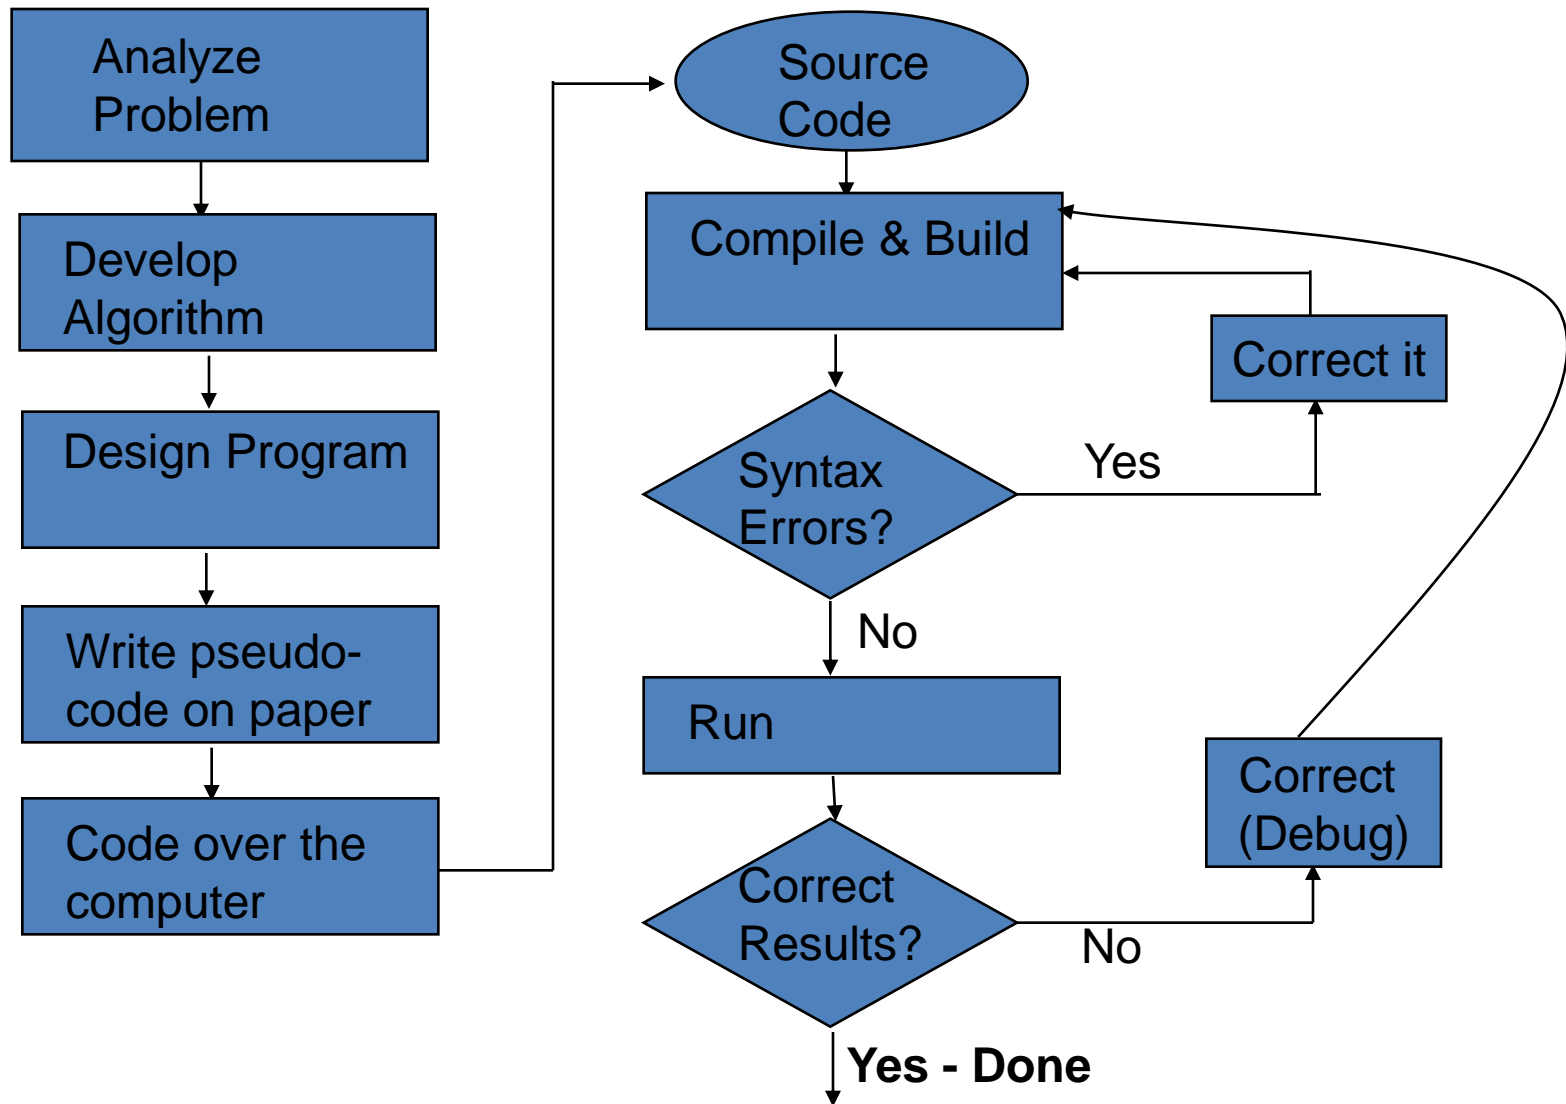 Analyze
Problem
Develop
Algorithm
Design Program
Write pseudo-
code on paper
Code over the
computer
Source
Code
Compile & Build
Correct it
Syntax
Errors?
Yes
No
Run
Correct
(Debug)
Correct
Results?
No
Yes - Done